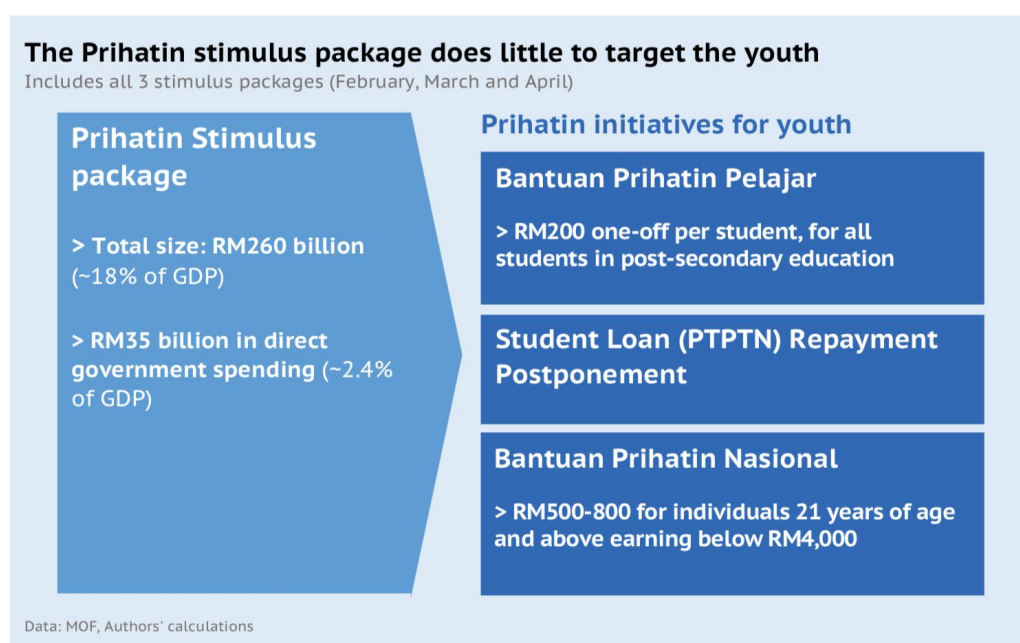 The Prihatin stimulus package does little to target the youth
Includes all 3 stimulus packages (February, March and April)
Prihatin Stimulus
package
> Total size: RM260 billion
(~18% of GDP)
> RM35 billion in direct
government spending (~2.4%
of GDP)
Prihatin initiatives for youth
Bantuan Prihatin Pelajar
> RM200 one-off per student, for all
students in post-secondary education
Student Loan (PTPTN) Repayment
Postponement
Bantuan Prihatin Nasional
> RM500-800 for individuals 21 years of age
and above earning below RM4,000
Data: MOF, Authors' calculations